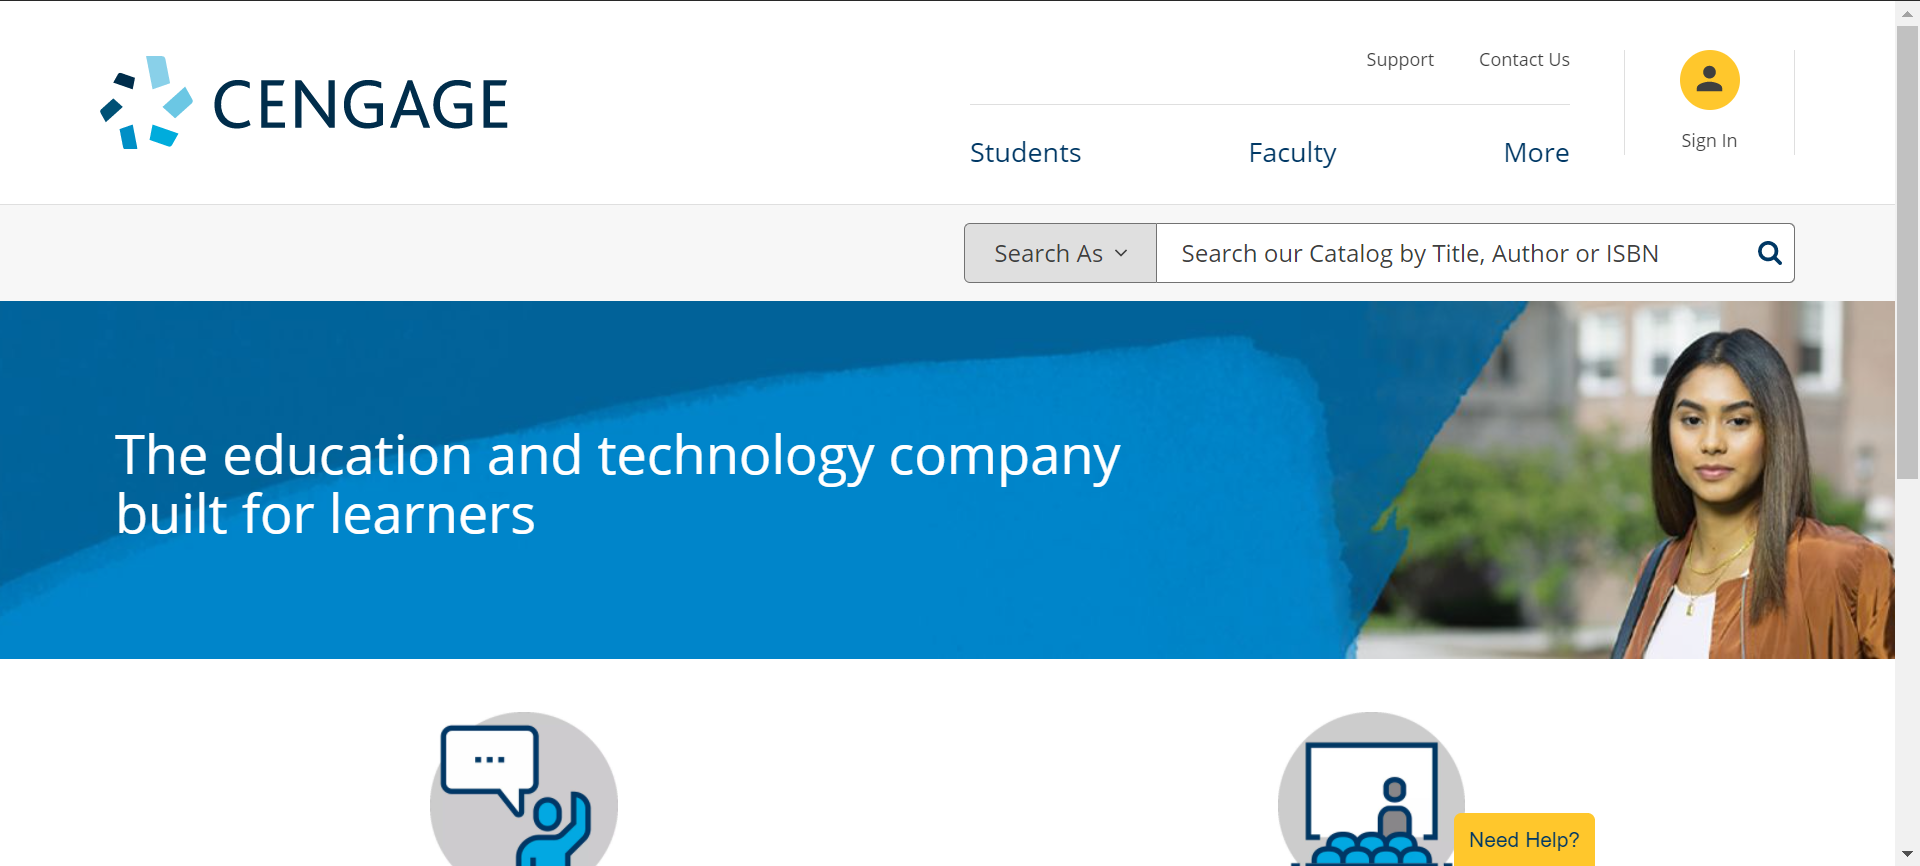 CENGAGE
Support
Contact Us
Students
Faculty
More
Sign In
Search As
Search our Catalog by Title, Author or ISBN
The education and technology company
built for learners
Need Help?